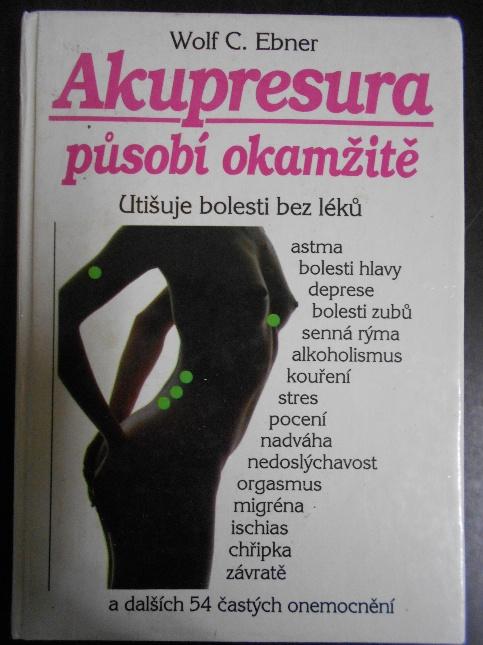 Wolf C. Ebner
Akupresura
působí okamžitě
Utišuje bolesti bez léků
astma
bolesti hlavy
deprese
bolesti zubů
senná rýma
alkoholismus
kouření
stres
pocení
nadváha
nedoslýchavost
orgasmus
migréna
ischias
chřipka
závratě
a dalších 54 častých onemocnění